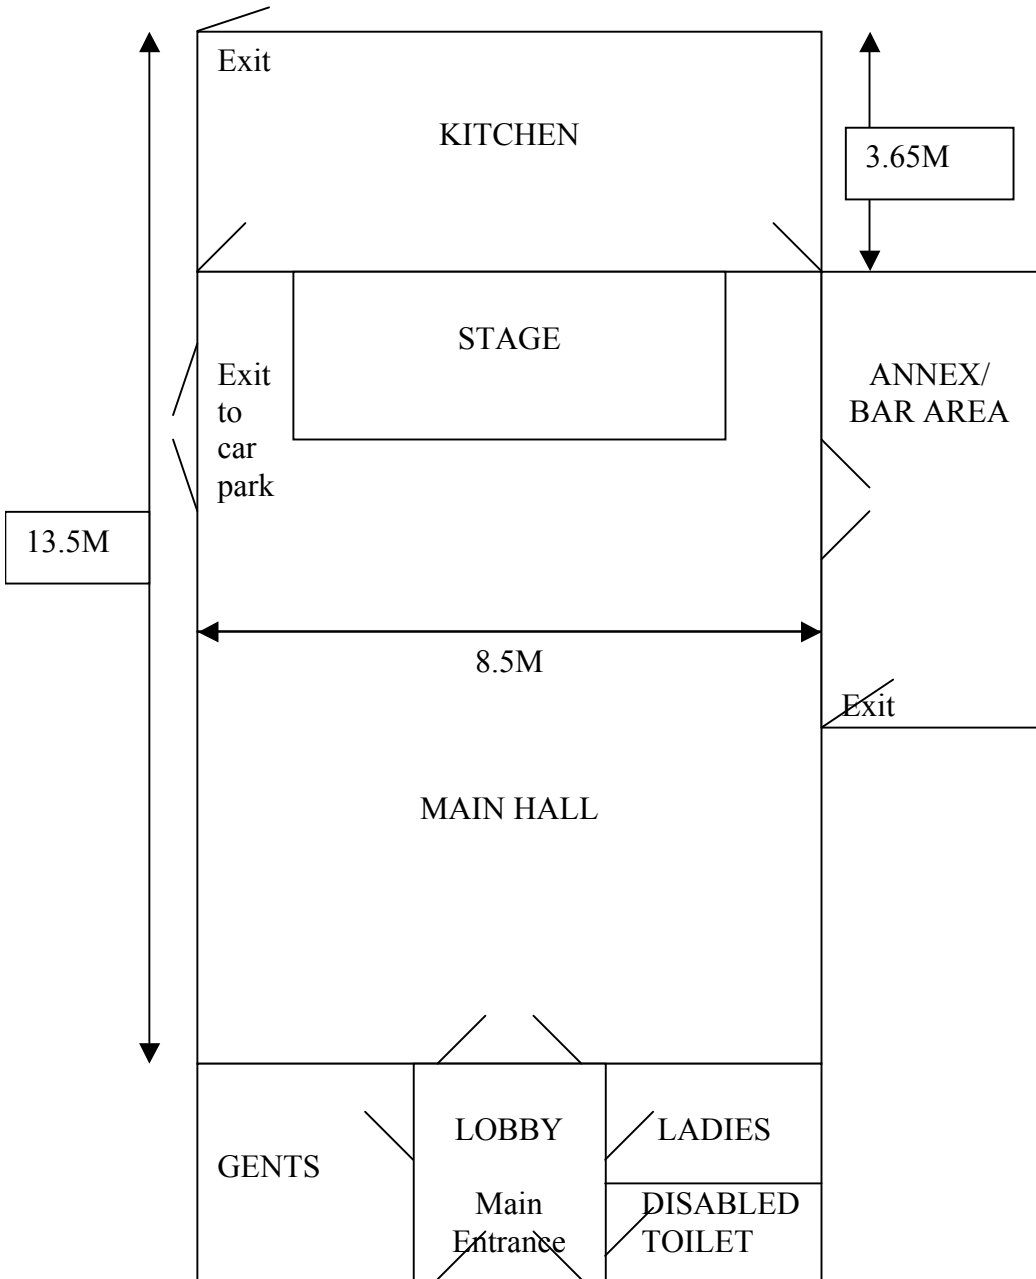 Exit
KITCHEN
3.65M
STAGE
Exit
to
car
park
ANNEX/
BAR AREA
13.5M
8.5M
Exit
MAIN HALL
LOBBY
LADIES
GENTS
Main
Entrance
DISABLED
TOILET